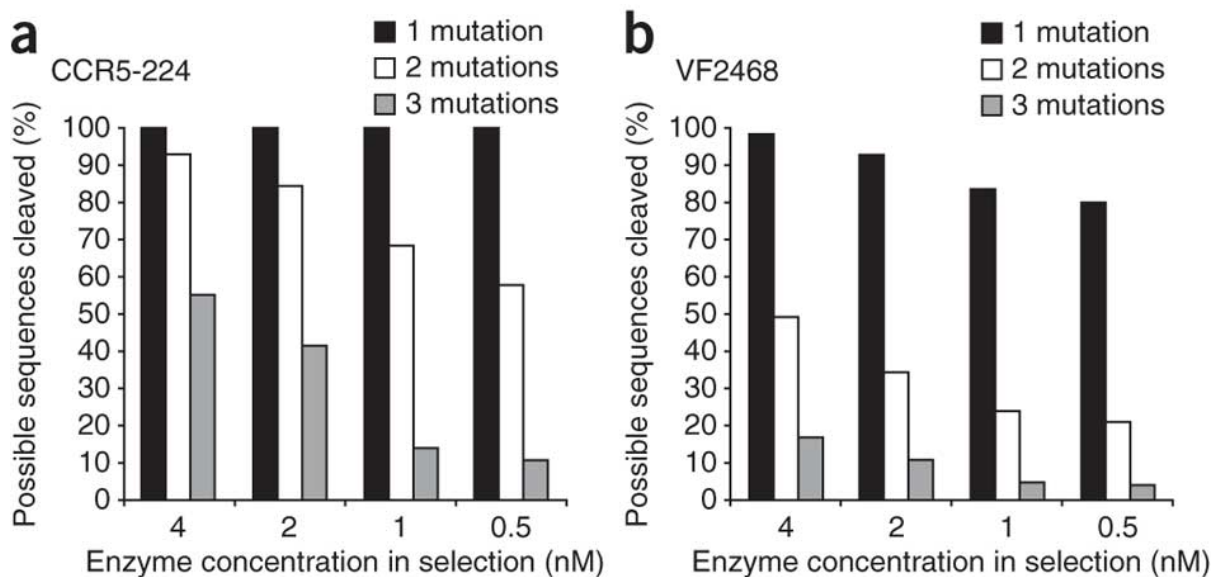 a
CCR5-224
1 mutation
2 mutations
3 mutations
Possible sequences cleaved (%)
100
90
80
70
60
50
40
30
20
10
0
4 2 1 0.5
Enzyme concentration in selection (nM)
b
VF2468
1 mutation
2 mutations
3 mutations
Possible sequences cleaved (%)
100
90
80
70
60
50
40
30
20
10
0
4 2 1 0.5
Enzyme concentration in selection (nM)